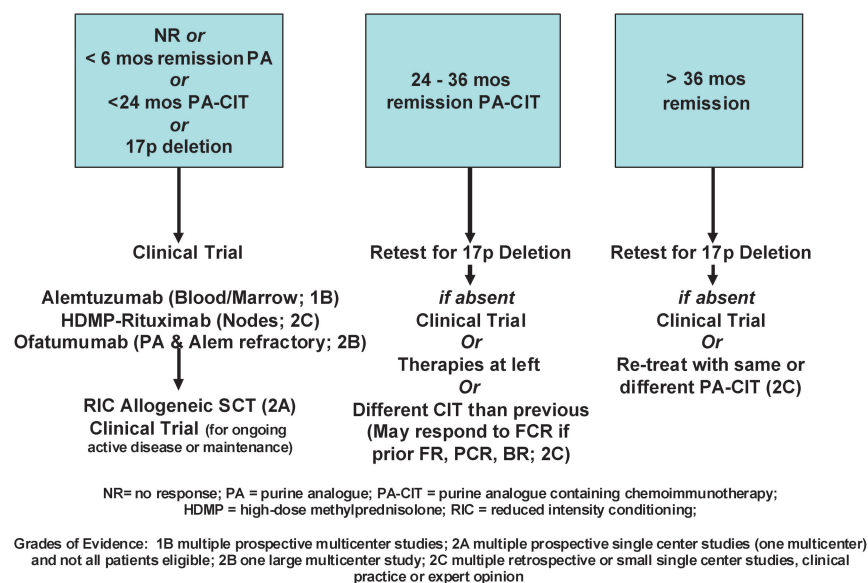 NR or
< 6 mos remission PA
or
<24 mos PA-CIT
or
17p deletion
Clinical Trial
Alemtuzumab (Blood/Marrow; 1B)
HDMP-Rituximab (Nodes; 2C)
Ofatumumab (PA & Alem refractory; 2B)
RIC Allogeneic SCT (2A)
Clinical Trial (for ongoing
active disease or maintenance)
24 - 36 mos
remission PA-CIT
Retest for 17p Deletion
if absent
Clinical Trial
Or
Therapies at left
Or
Different CIT than previous
(May respond to FCR if
prior FR, PCR, BR; 2C)
> 36 mos
remission
Retest for 17p Deletion
if absent
Clinical Trial
Or
Re-treat with same or
different PA-CIT (2C)
NR= no response; PA = purine analogue; PA-CIT = purine analogue containing chemoimmunotherapy;
HDMP = high-dose methylprednisolone; RIC = reduced intensity conditioning;
Grades of Evidence: 1B multiple prospective multicenter studies; 2A multiple prospective single center studies (one multicenter)
and not all patients eligible; 2B one large multicenter study; 2C multiple retrospective or small single center studies, clinical
practice or expert opinion